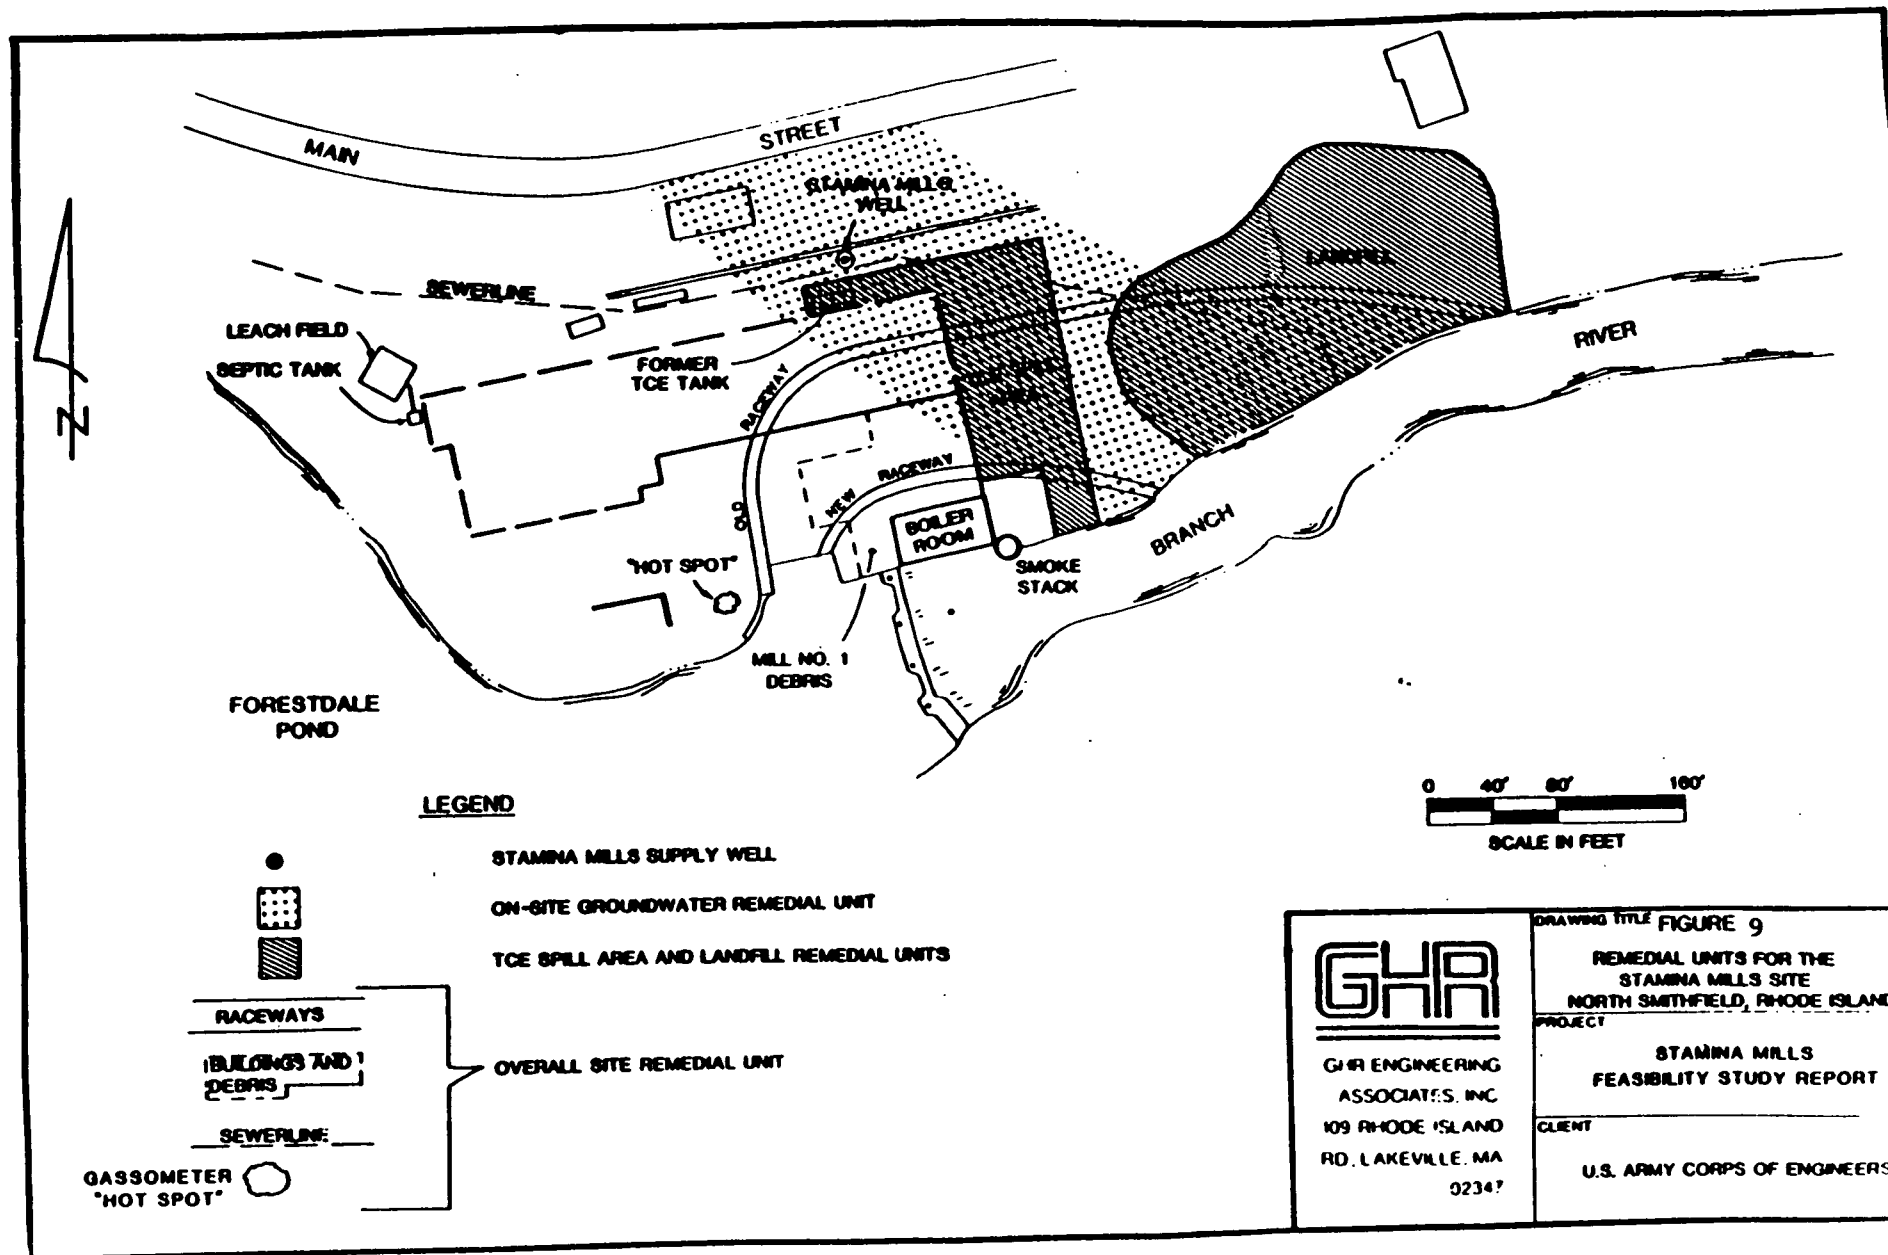 MAIN
STREET
STAMINA MILLS
WELL
SEWERLINE
LANDFILL
LEACH FIELD
SEPTIC TANK
FORMER
TCE TANK
RACEWAY
OLD
AREA
RIVER
BRANCH
NEW
RACEWAY
BOILER
ROOM
"HOT SPOT"
SMOKE
STACK
MILL NO. 1
DEBRIS
FORESTDALE
POND
N
0 40' 80' 160'
SCALE IN FEET
LEGEND
STAMINA MILLS SUPPLY WELL
ON-SITE GROUNDWATER REMEDIAL UNIT
TCE SPILL AREA AND LANDFILL REMEDIAL UNITS
RACEWAYS
BUILDINGS AND
DEBRIS
OVERALL SITE REMEDIAL UNIT
SEWERLINE
GASSOMETER
"HOT SPOT"
GHR
GHR ENGINEERING
ASSOCIATES, INC
109 RHODE ISLAND
RD. LAKEVILLE, MA
DRAWING TITLE FIGURE 9
REMEDIAL UNITS FOR THE
STAMINA MILLS SITE
NORTH SMITHFIELD, RHODE ISLAND
PROJECT
STAMINA MILLS
FEASIBILITY STUDY REPORT
CLIENT
U.S. ARMY CORPS OF ENGINEERS